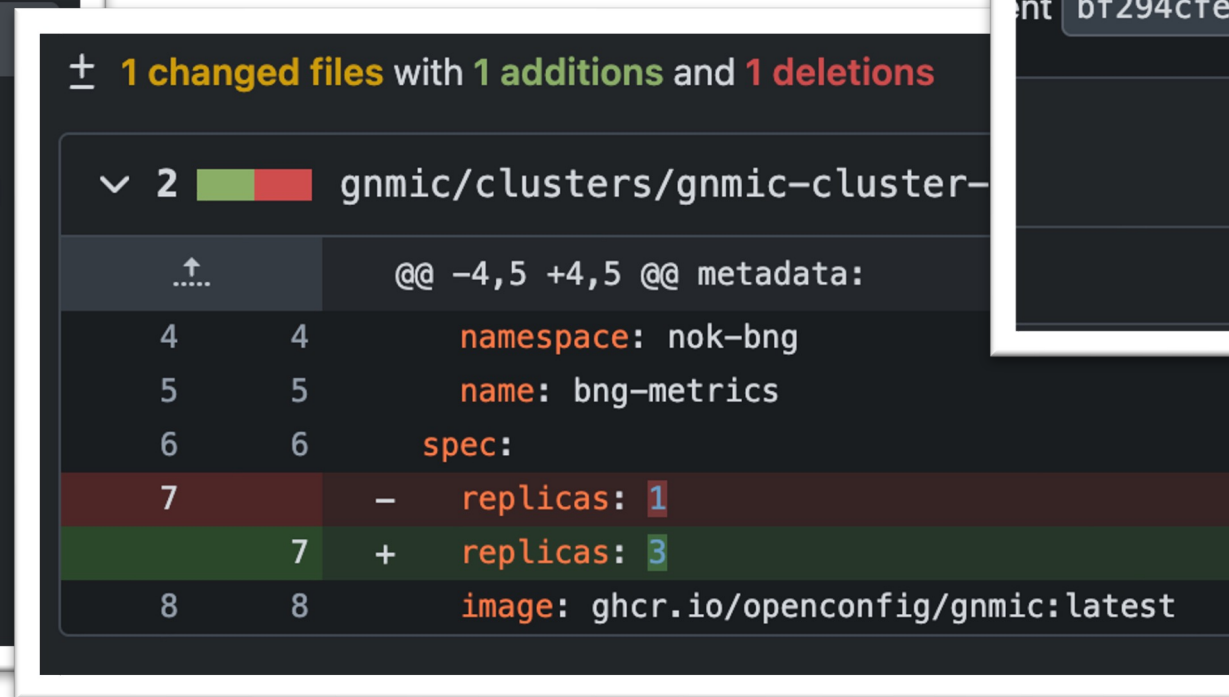 ± 1 changed files with 1 additions and 1 deletions
2 gnmic/clusters/gnmic-cluster-
@@ -4,5 +4,5 @@ metadata:
4 4 namespace: nok-bng
5 5 name: bng-metrics
6 6 spec:
7 - replicas: 1
7 + replicas: 3
8 8 image: ghcr.io/openconfig/gnmic:latest
bf294cfe